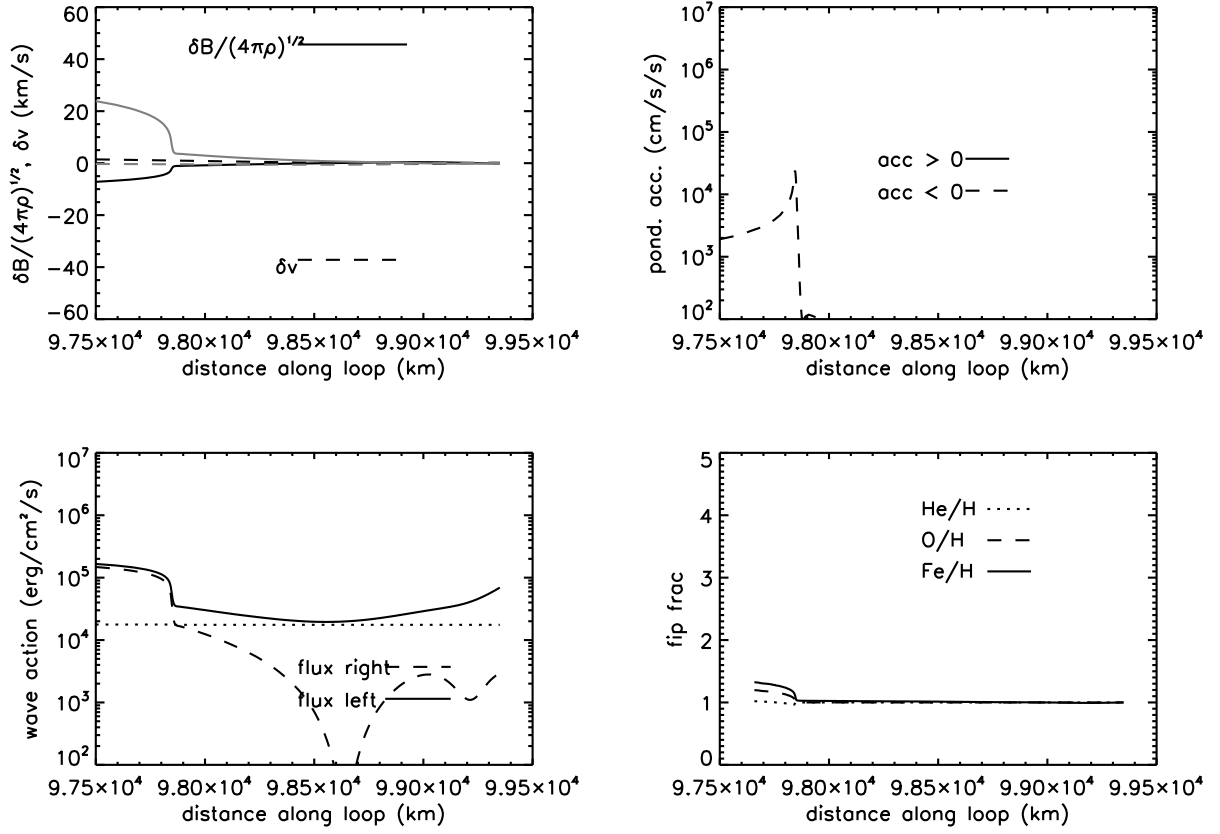 60
40
20
0
−20
−40
−60
δB/(4πρ)^1/2, δv (km/s)
δB/(4πρ)^1/2
δv
9.75×10^4 9.80×10^4 9.85×10^4 9.90×10^4 9.95×10^4
distance along loop (km)
10^7
10^6
10^5
10^4
10^3
10^2
pond. acc. (cm/s/s)
acc > 0
acc < 0
9.75×10^4 9.80×10^4 9.85×10^4 9.90×10^4 9.95×10^4
distance along loop (km)
10^7
10^6
10^5
10^4
10^3
10^2
wave action (erg/cm²/s)
flux right
flux left
9.75×10^4 9.80×10^4 9.85×10^4 9.90×10^4 9.95×10^4
distance along loop (km)
5
4
3
2
1
0
fip frac
He/H
O/H
Fe/H
9.75×10^4 9.80×10^4 9.85×10^4 9.90×10^4 9.95×10^4
distance along loop (km)